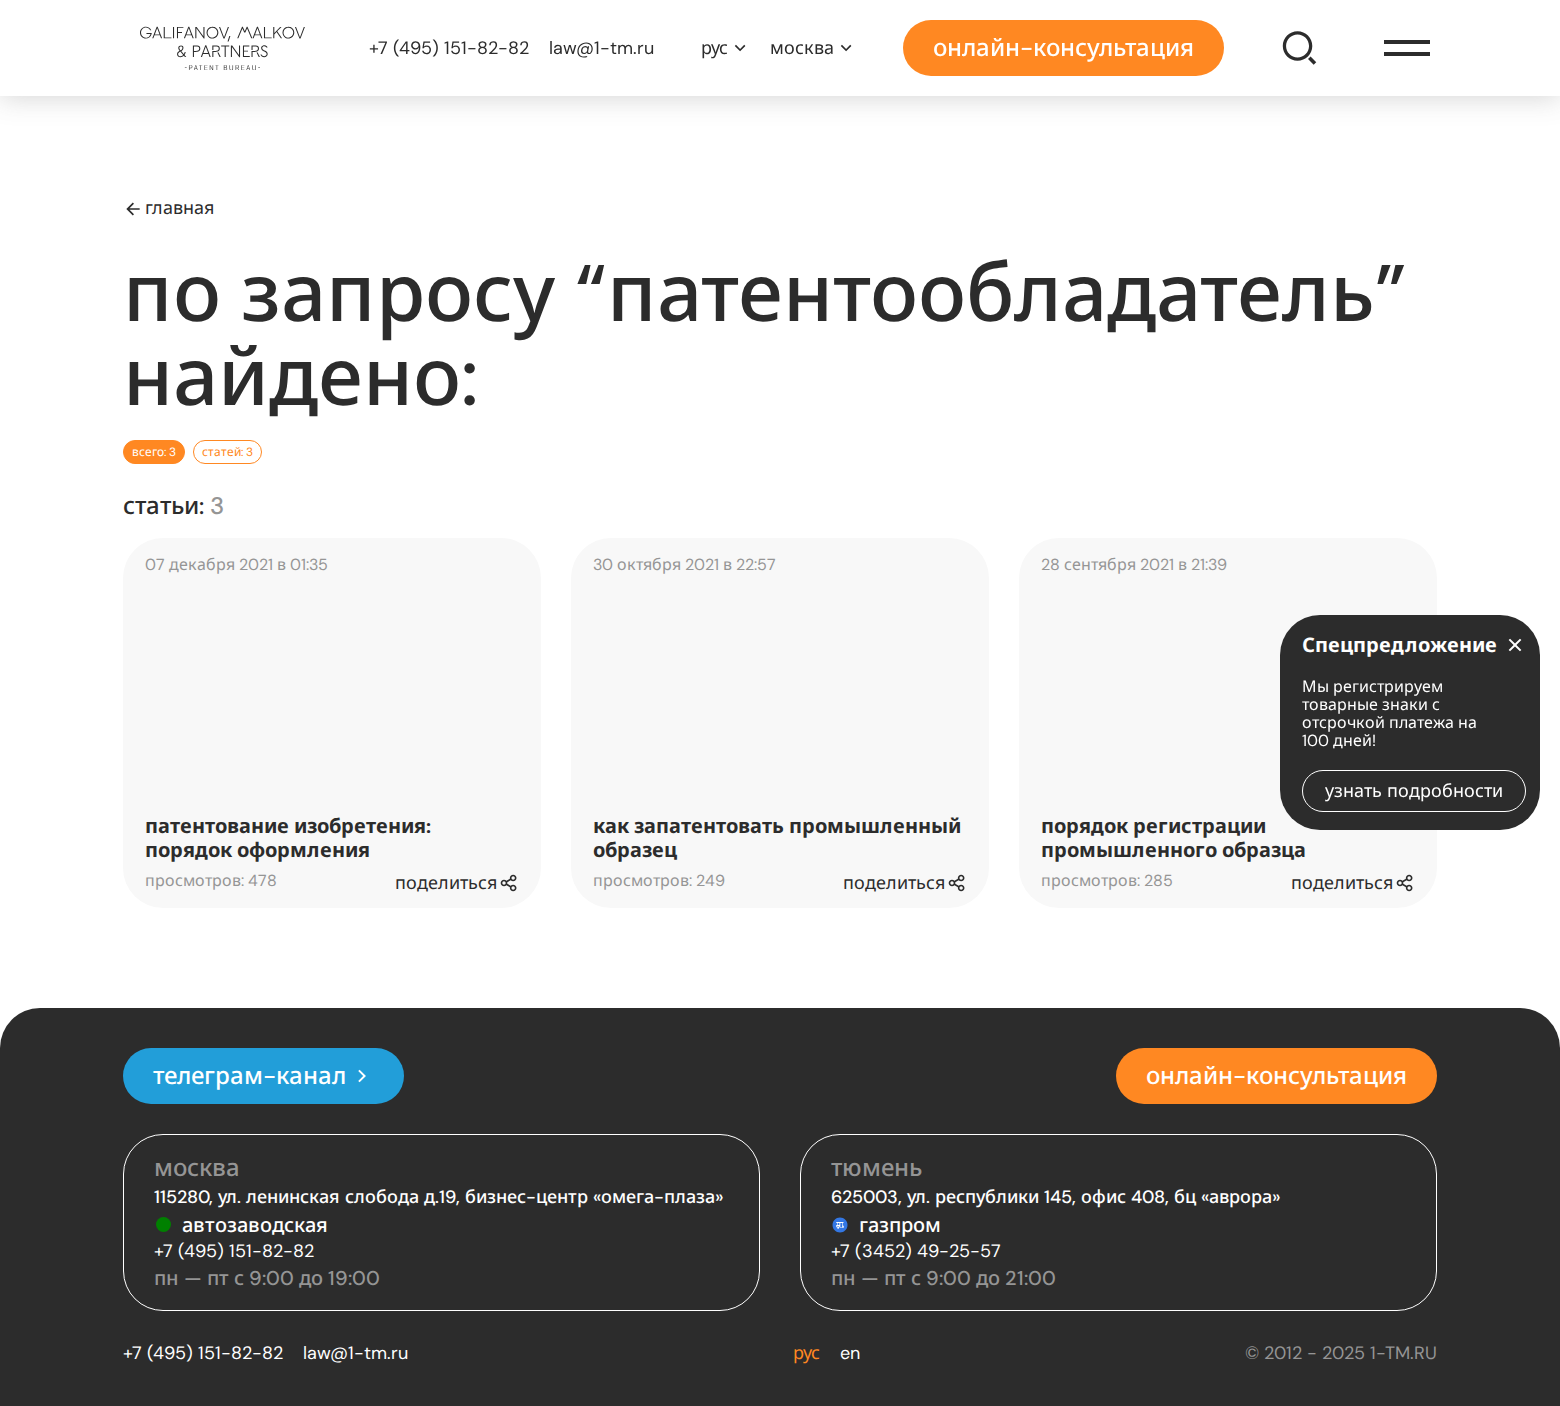 GALIFANOV, MALKOV
& PARTNERS
-PATENT BUREAU-
+7 (495) 151-82-82 law@1-tm.ru рус москва онлайн-консультация
главная
по запросу “патентообладатель”
найдено:
всего: 3 статей: 3
статьи: 3
07 декабря 2021 в 01:35
патентование изобретения:
порядок оформления
просмотров: 478 поделиться
30 октября 2021 в 22:57
как запатентовать промышленный
образец
просмотров: 249 поделиться
28 сентября 2021 в 21:39
порядок регистрации
промышленного образца
просмотров: 285 поделиться
Спецпредложение
Мы регистрируем
товарные знаки с
отсрочкой платежа на
100 дней!
узнать подробности
телеграм-канал
онлайн-консультация
москва
115280, ул. ленинская слобода д.19, бизнес-центр «омега-плаза»
автозаводская
+7 (495) 151-82-82
пн — пт с 9:00 до 19:00
тюмень
625003, ул. республики 145, офис 408, бц «аврора»
газпром
+7 (3452) 49-25-57
пн — пт с 9:00 до 21:00
+7 (495) 151-82-82 law@1-tm.ru рус en © 2012 - 2025 1-TM.RU